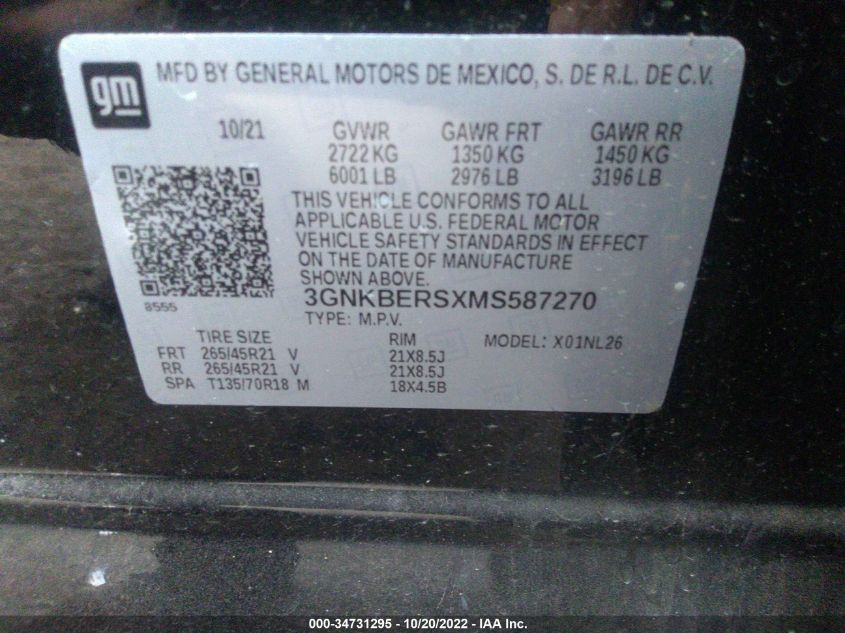 gm
MFD BY GENERAL MOTORS DE MEXICO, S. DE R.L. DE C.V.
10/21 GVWR GAWR FRT GAWR RR
2722 KG 1350 KG 1450 KG
6001 LB 2976 LB 3196 LB
THIS VEHICLE CONFORMS TO ALL
APPLICABLE U.S. FEDERAL MOTOR
VEHICLE SAFETY STANDARDS IN EFFECT
ON THE DATE OF MANUFACTURE
SHOWN ABOVE.
3GNKBERSXMS587270
8555
TYPE: M.P.V.
TIRE SIZE RIM MODEL: X01NL26
FRT 265/45R21 V 21X8.5J
RR 265/45R21 V 21X8.5J
SPA T135/70R18 M 18X4.5B
000-34731295 - 10/20/2022 - IAA Inc.